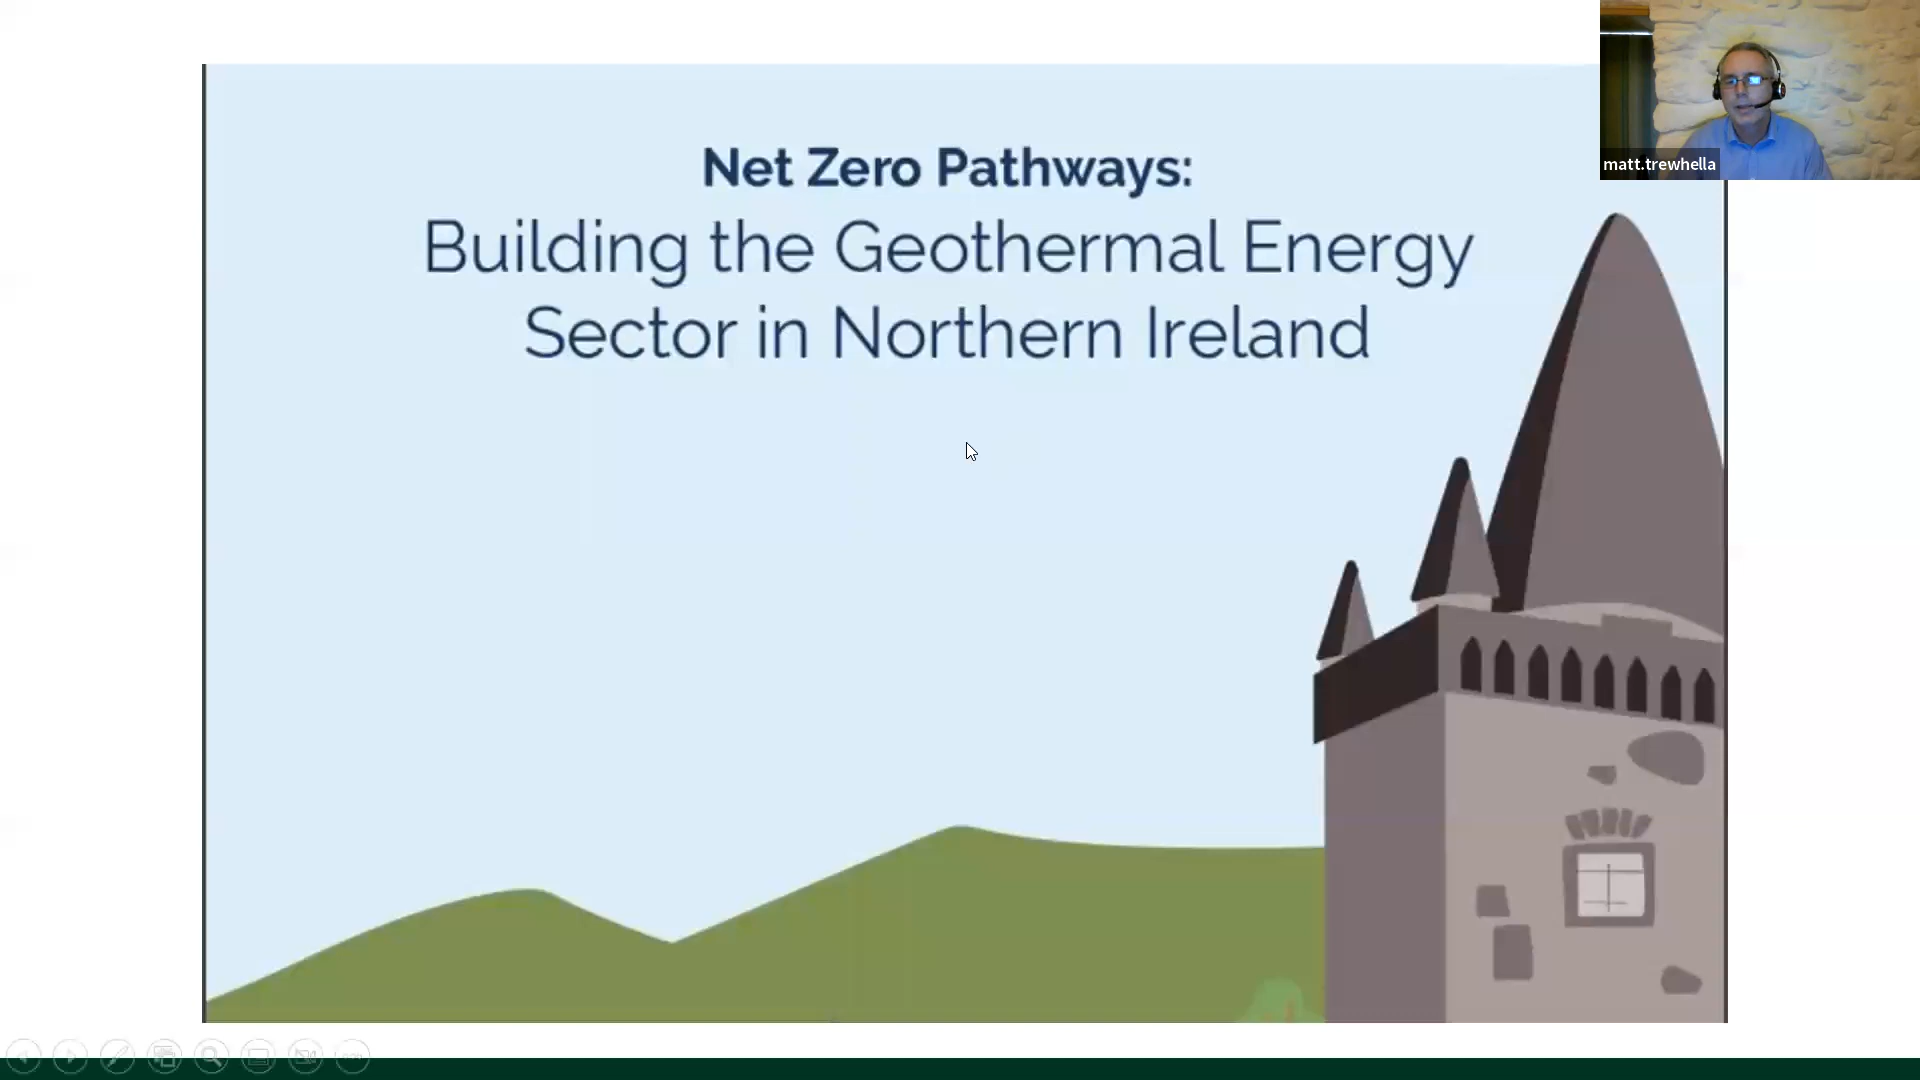 Net Zero Pathways:
Building the Geothermal Energy
Sector in Northern Ireland
matt.trewhella